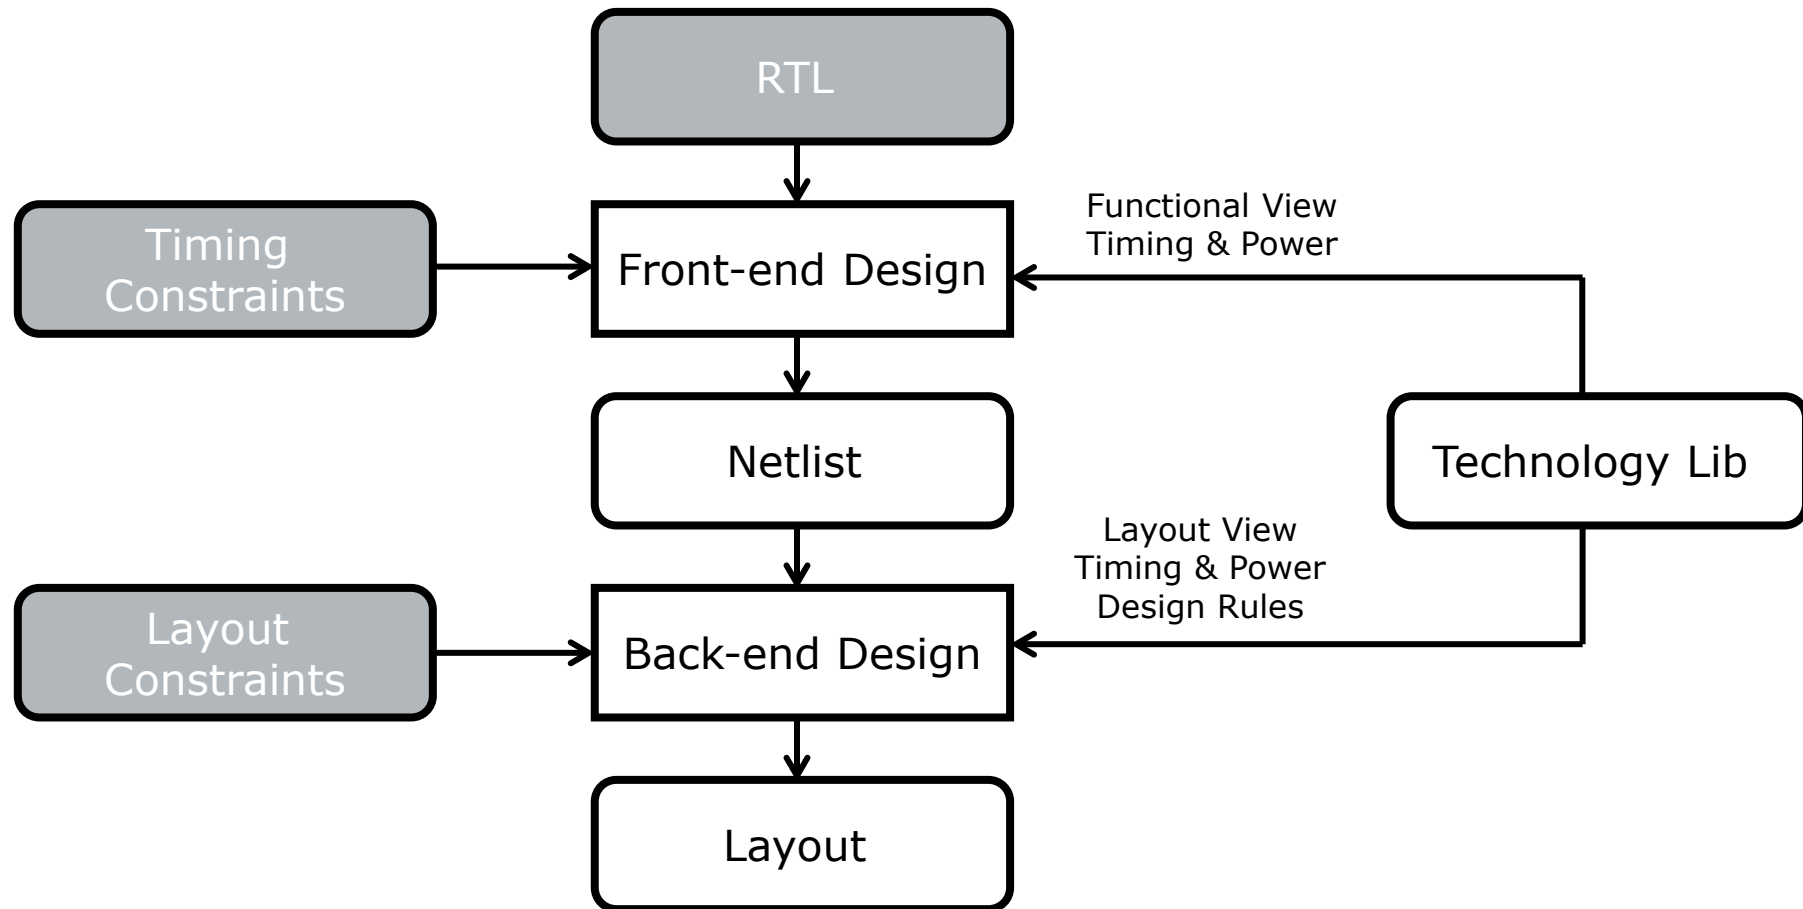 RTL
Functional View
Timing & Power
Timing
Constraints
Front-end Design
Netlist
Technology Lib
Layout View
Timing & Power
Design Rules
Layout
Constraints
Back-end Design
Layout